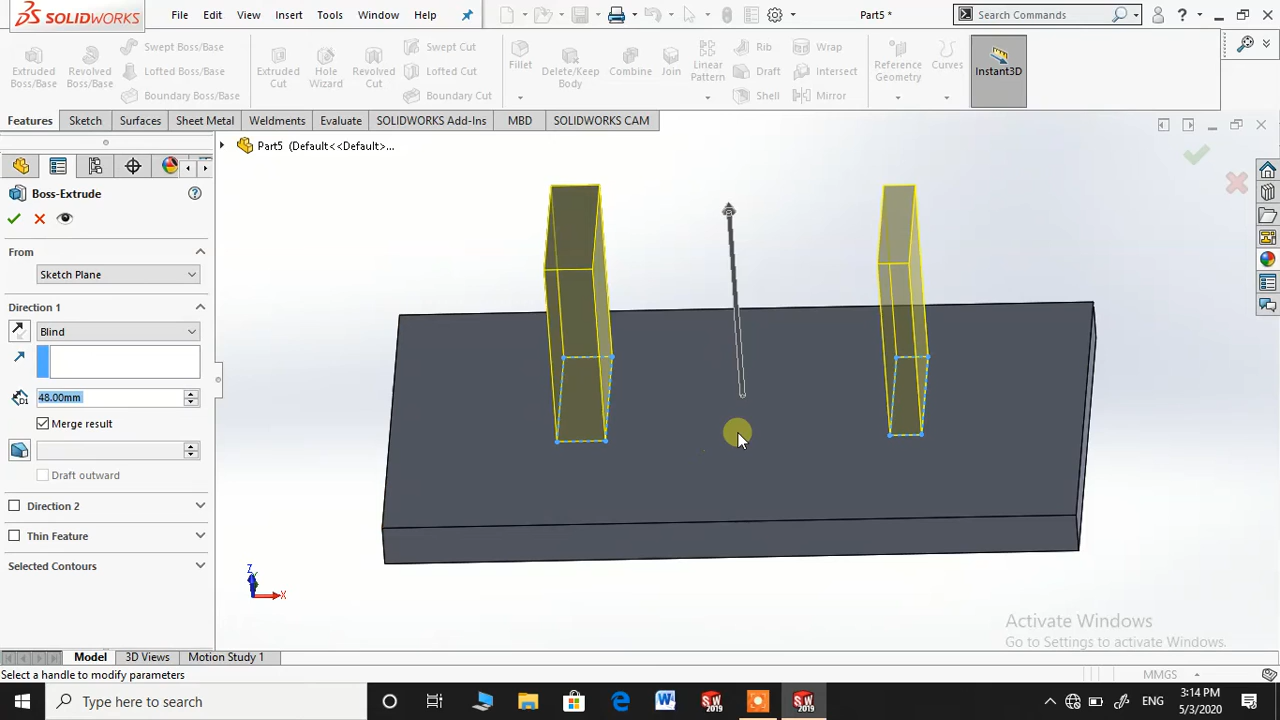 SOLIDWORKS File Edit View Insert Tools Window Help Part5 * Search Commands ?
Extruded Boss/Base
Revolved Boss/Base
Swept Boss/Base
Lofted Boss/Base
Boundary Boss/Base
Extruded Cut
Hole Wizard
Revolved Cut
Swept Cut
Lofted Cut
Boundary Cut
Fillet
Delete/Keep Body
Combine
Join
Linear Pattern
Rib
Draft
Shell
Wrap
Intersect
Mirror
Reference Geometry
Curves
Instant3D
Features Sketch Surfaces Sheet Metal Weldments Evaluate SOLIDWORKS Add-Ins MBD SOLIDWORKS CAM
Part5 (Default<<Default>...
Boss-Extrude
From
Sketch Plane
Direction 1
Blind
D1
48.00mm
Merge result
Draft outward
Direction 2
Thin Feature
Selected Contours
Z
X
Activate Windows
Go to Settings to activate Windows.
Model 3D Views Motion Study 1
Select a handle to modify parameters
MMGS
Type here to search
SW 2019
SW 2019
ENG
3:14 PM
5/3/2020